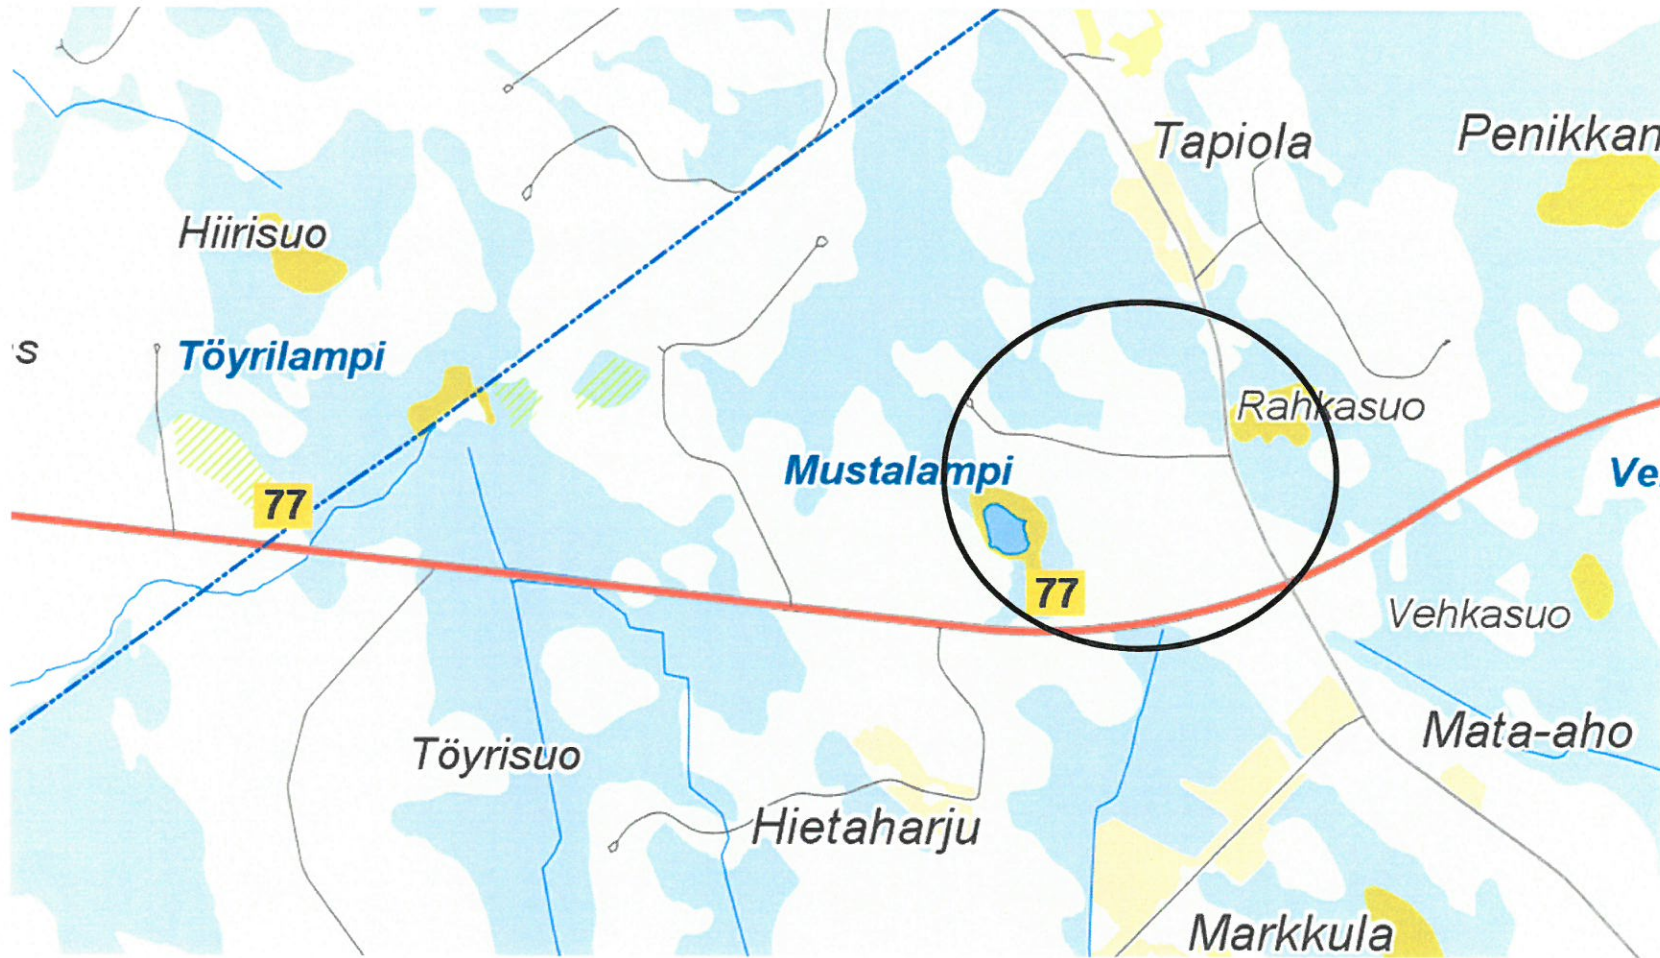 Tapiola
Penikkan
Hiirisuo
s
Töyrilampi
Rahkasuo
Mustalampi
Ve
77
77
Vehkasuo
Töyrisuo
Mata-aho
Hietaharju
Markkula